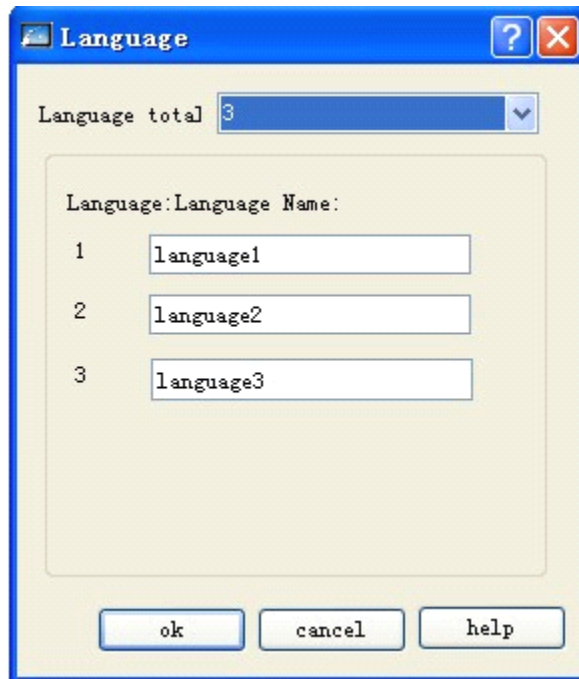 Language
Language total 3
Language:Language Name:
1 language1
2 language2
3 language3
ok cancel help